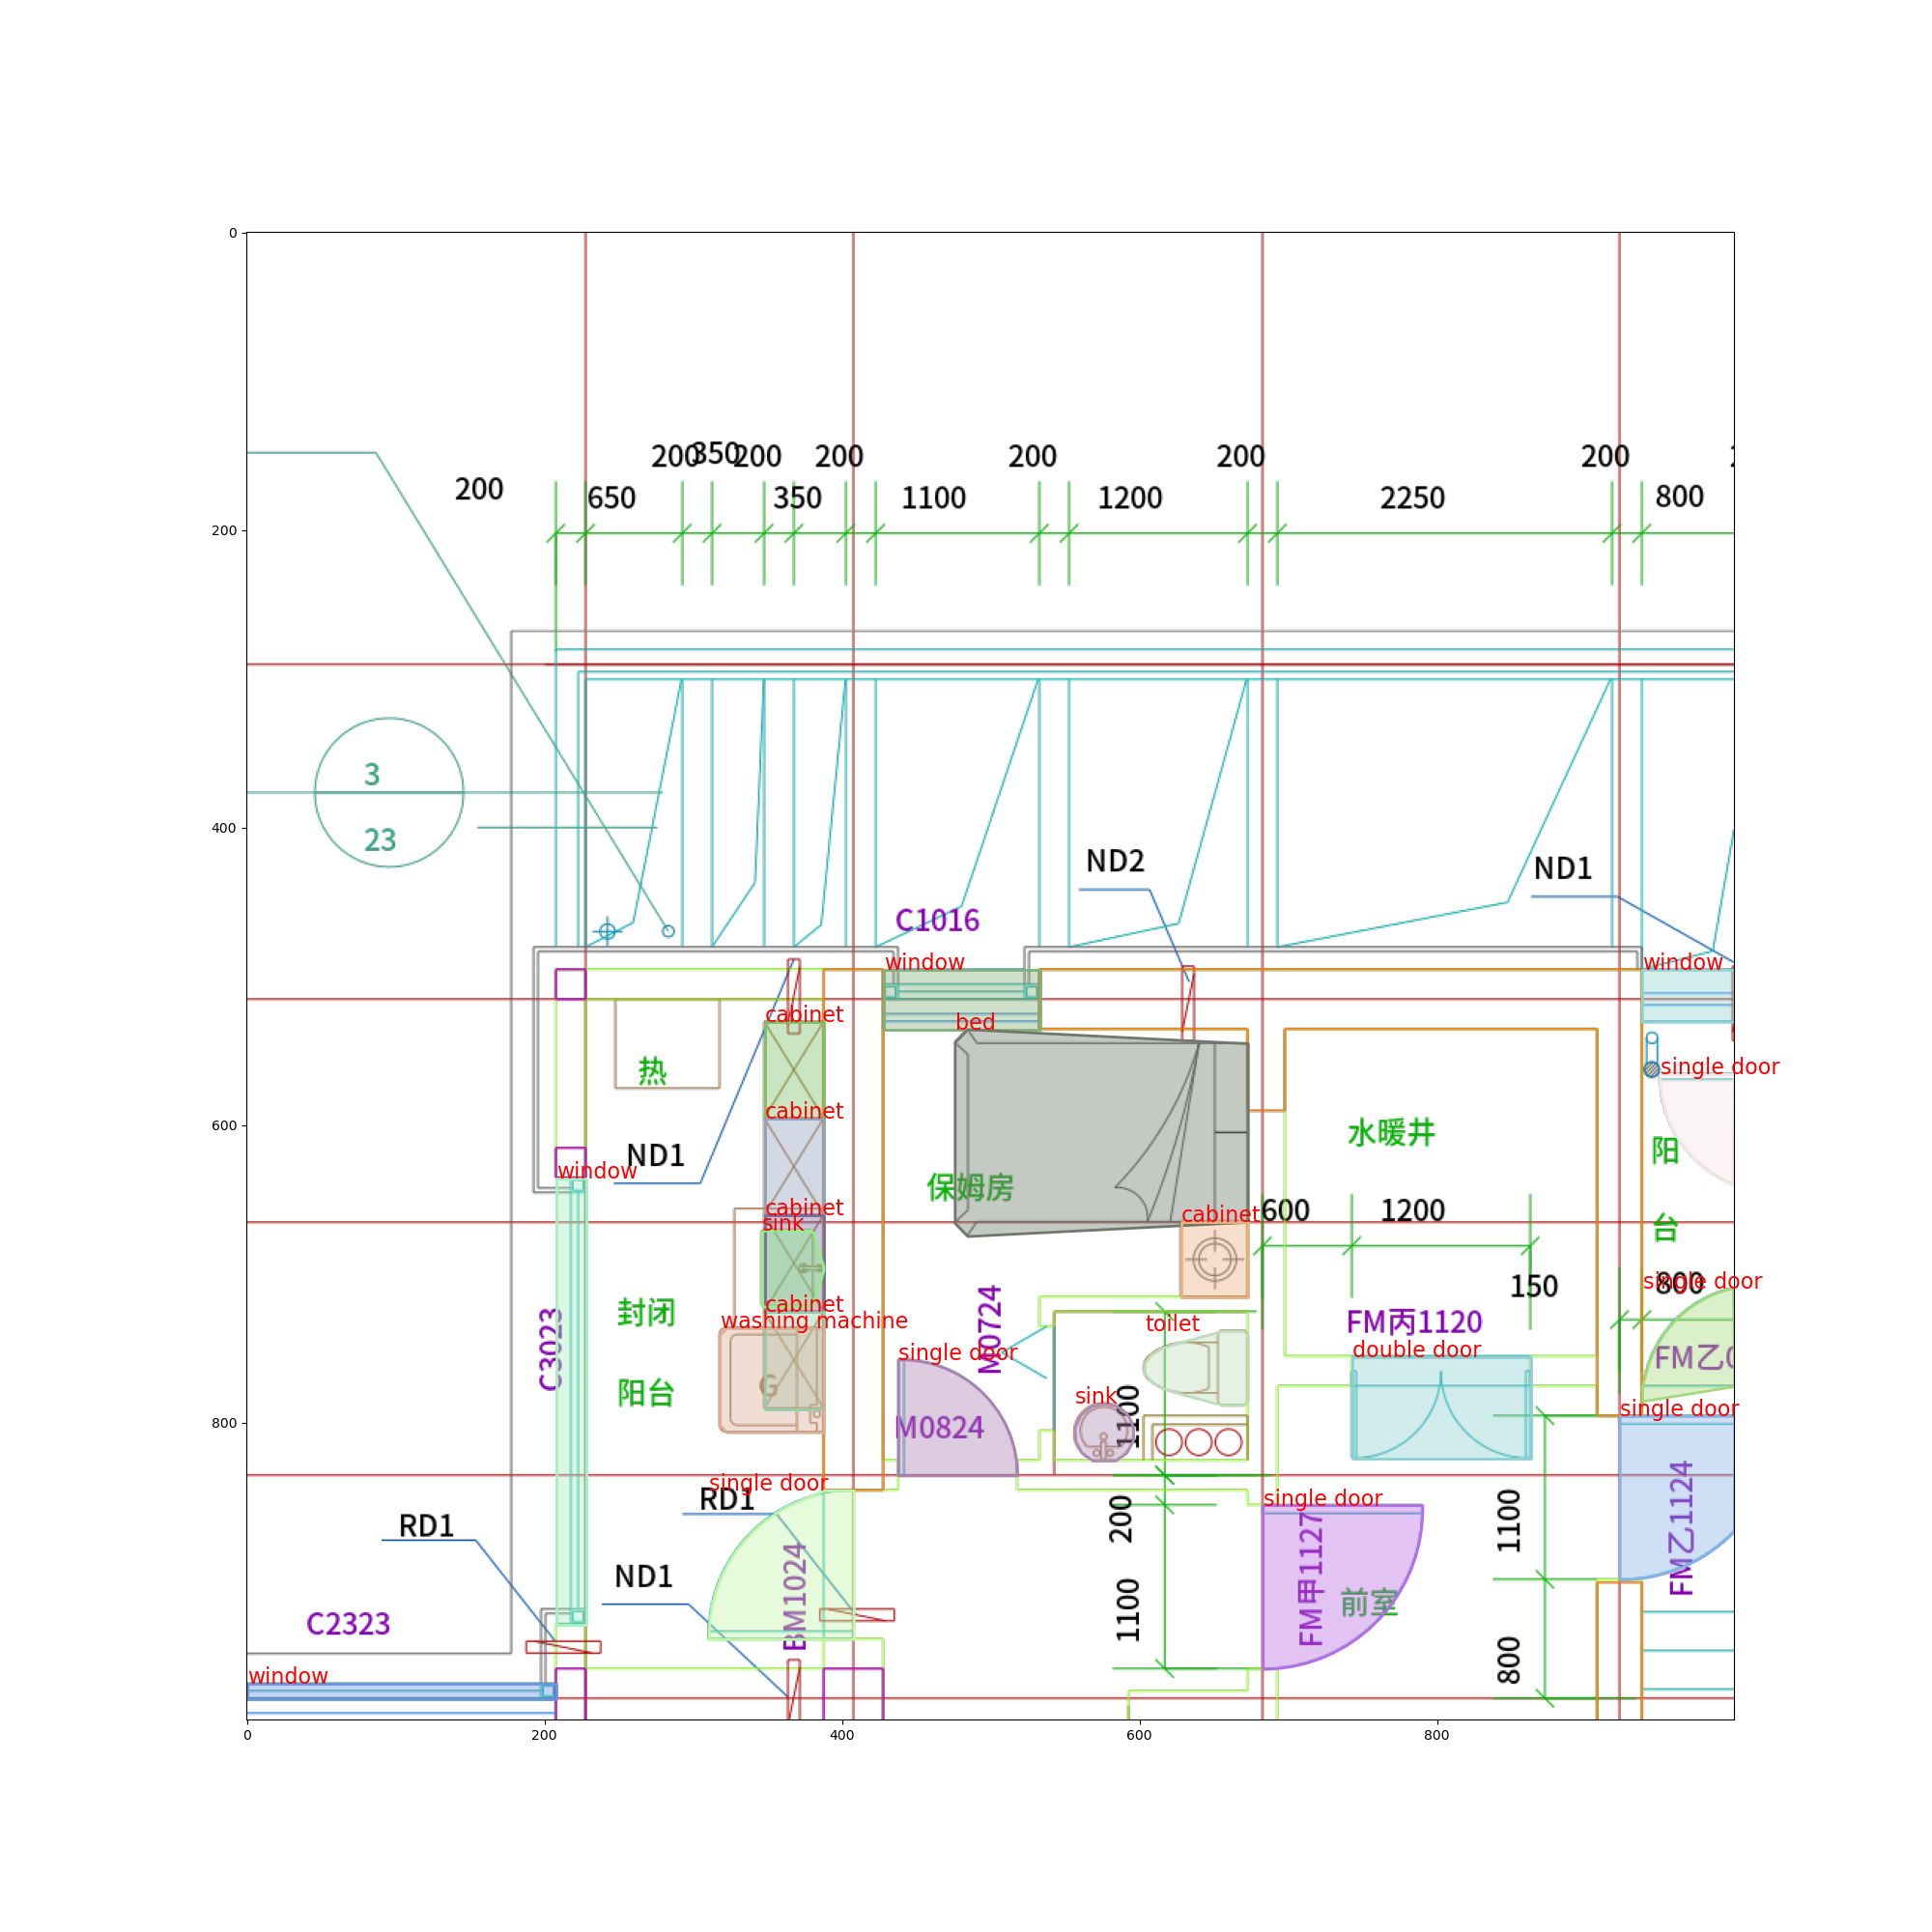 0
200
400
600
800
0
200
400
600
800
200
350
200
200
200
200
200
200
650
350
1100
1200
2250
800
3
23
ND2
ND1
C1016
window
window
cabinet
bed
热
single door
cabinet
水暖井
ND1
阳
window
保姆房
cabinet
cabinet
600
1200
sink
台
800
single door
150
封闭
cabinet
washing machine
C3023
M0724
toilet
FM丙1120
single door
double door
FM乙0
阳台
G
sink
1100
M0824
single door
single door
RD1
single door
RD1
200
FM甲1127
1100
FM乙1124
ND1
BM1024
1100
前室
C2323
800
window